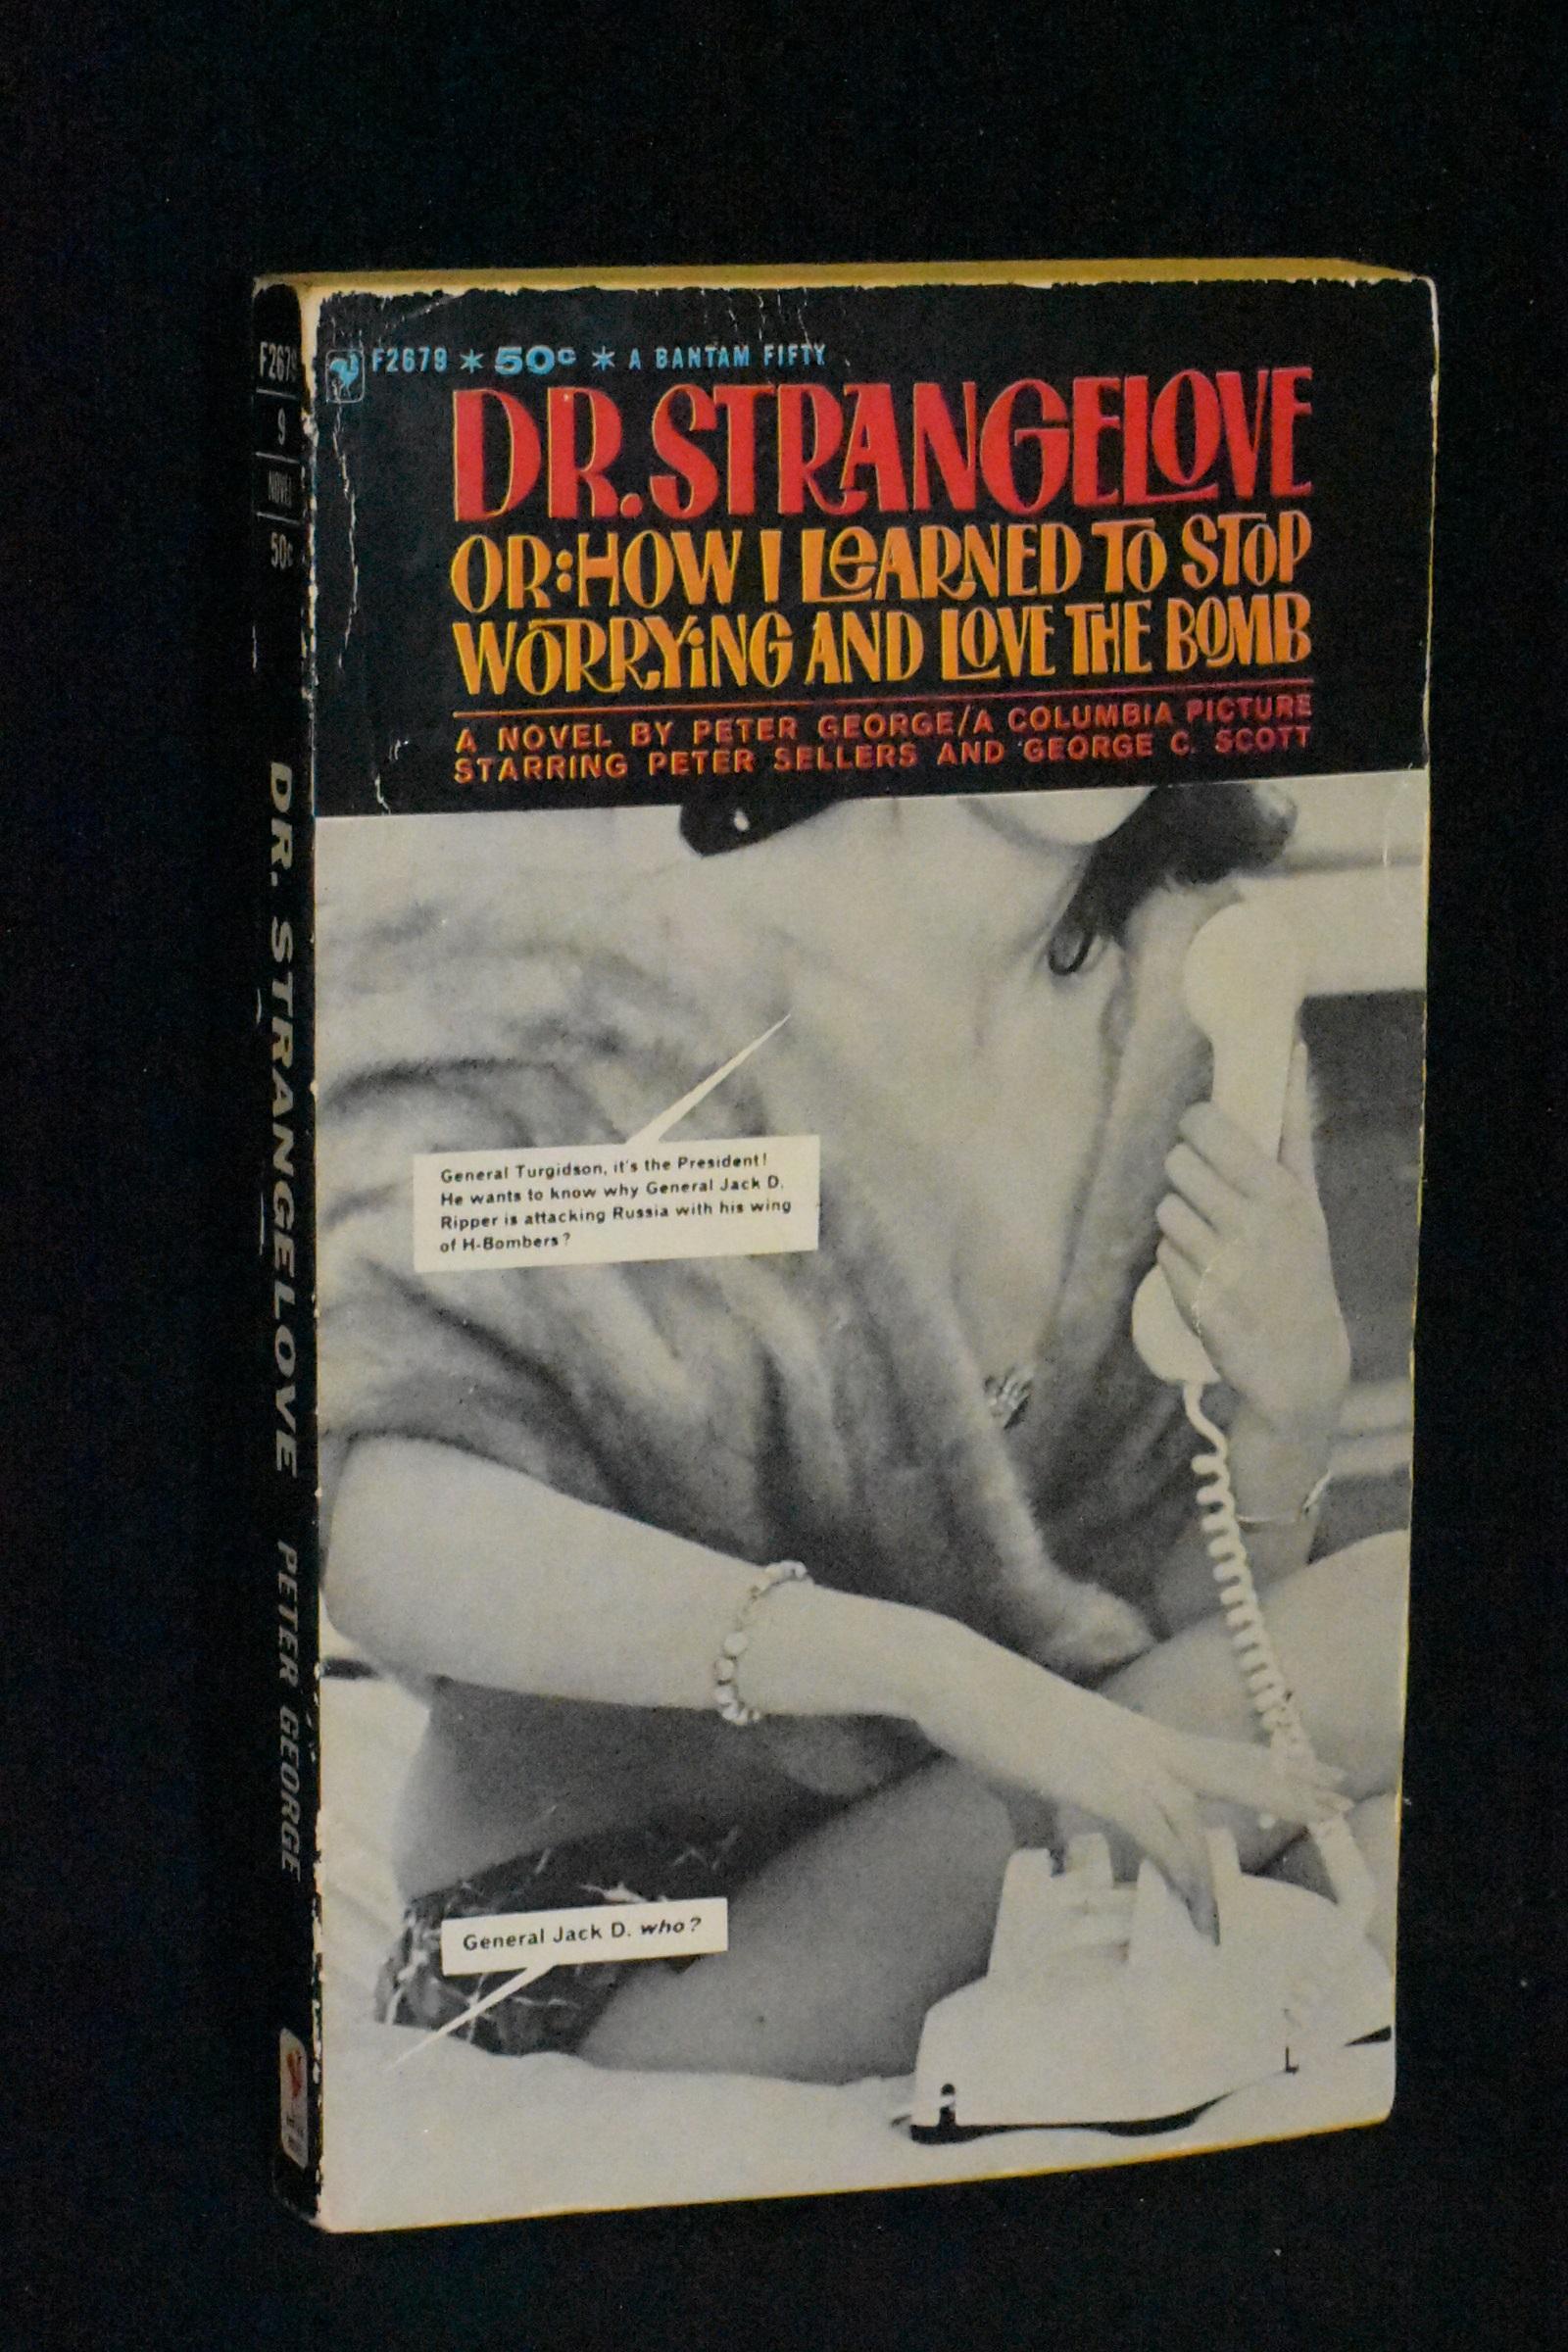 F2679 * 50¢ * A BANTAM FIFTY
DR. STRANGELOVE
OR: HOW I LeARNED TO STOP
WORRYiNG AND LOVE THE BOMB
A NOVEL BY PETER GEORGE/A COLUMBIA PICTURE
STARRING PETER SELLERS AND GEORGE C. SCOTT
General Turgidson, it's the President!
He wants to know why General Jack D.
Ripper is attacking Russia with his wing
of H-Bombers?
General Jack D. who?
F2679
NOVEL
50¢
DR. STRANGELOVE PETER GEORGE